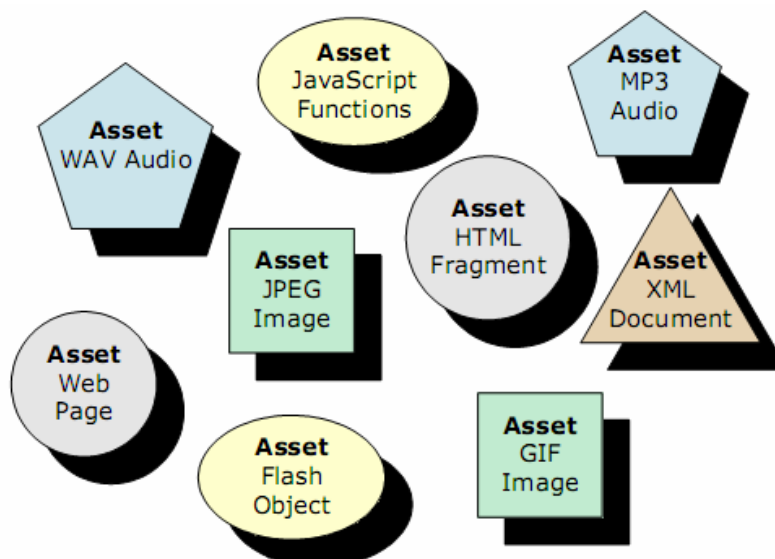 Asset
JavaScript
Functions
Asset
MP3
Audio
Asset
WAV Audio
Asset
HTML
Fragment
Asset
JPEG
Image
Asset
XML
Document
Asset
Web
Page
Asset
Flash
Object
Asset
GIF
Image